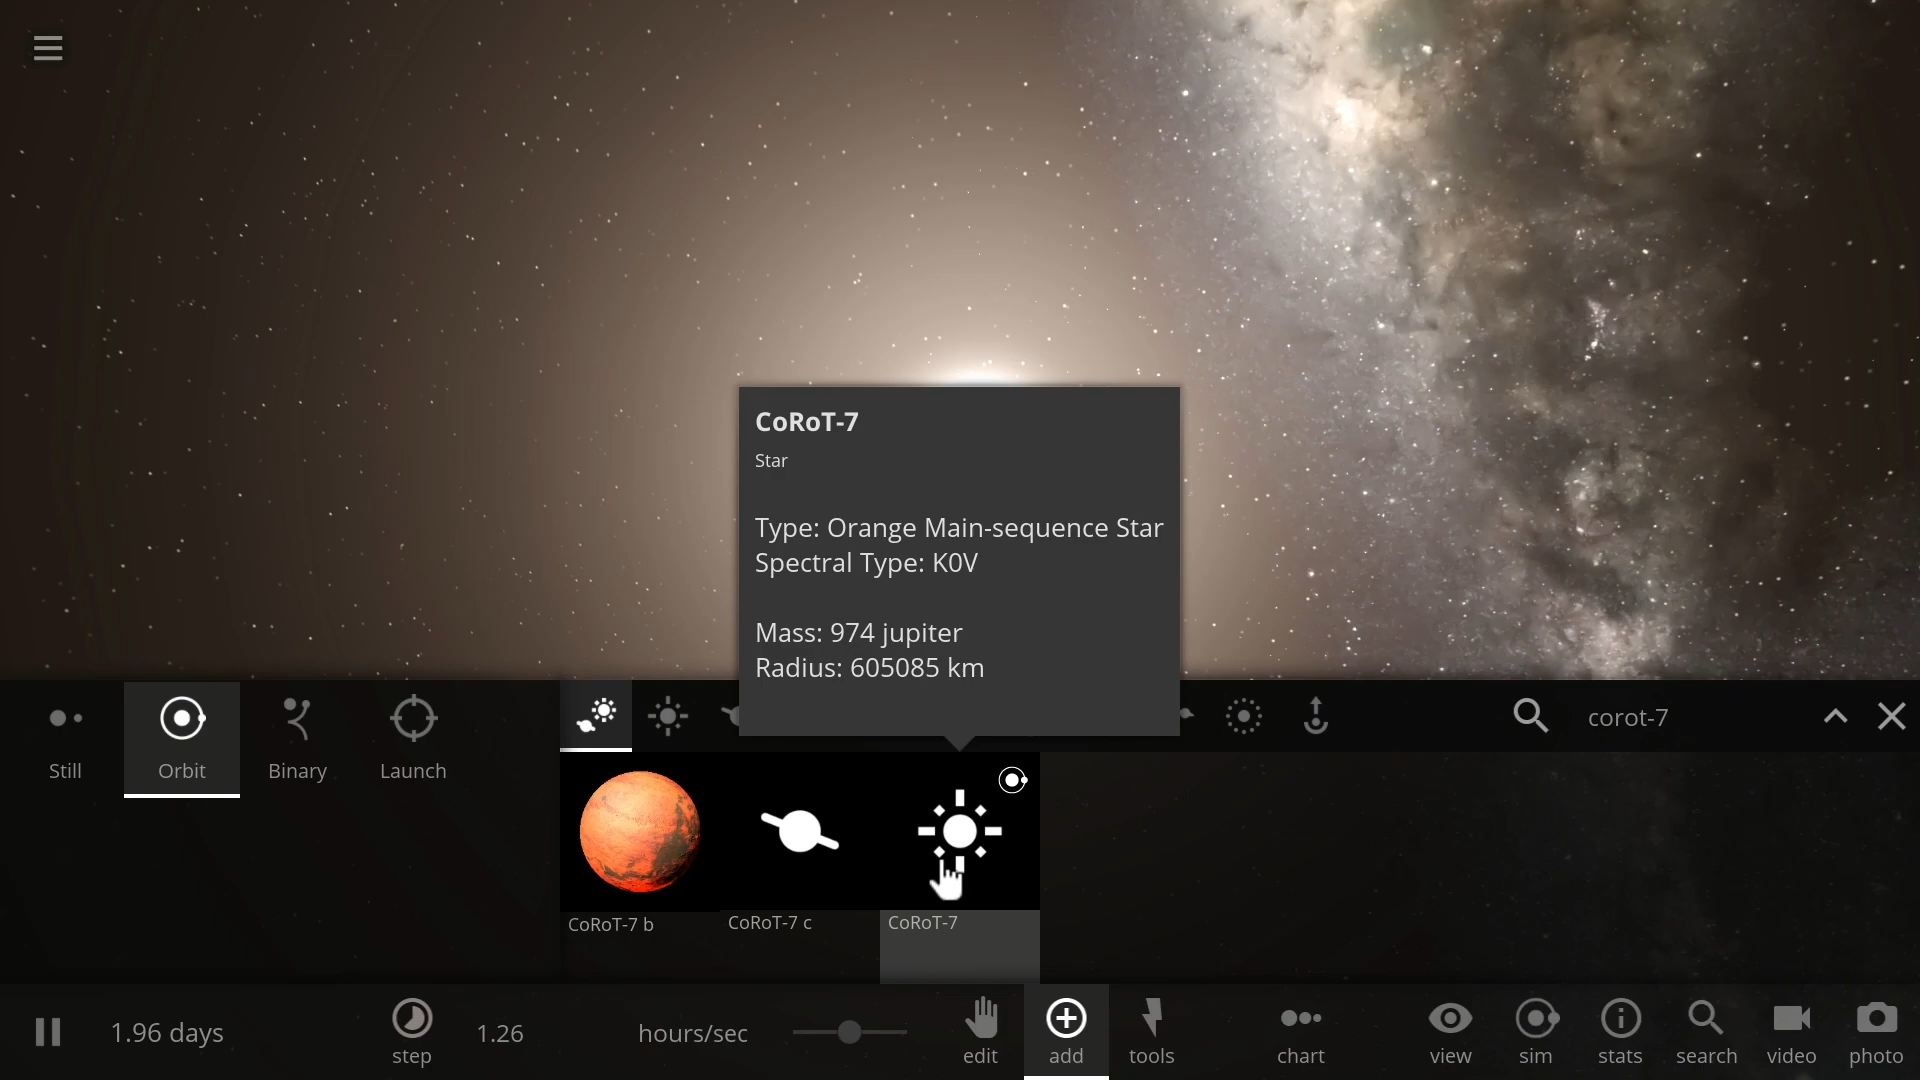 CoRoT-7
Star
Type: Orange Main-sequence Star
Spectral Type: K0V
Mass: 974 jupiter
Radius: 605085 km
Still
Orbit
Binary
Launch
corot-7
CoRoT-7 b
CoRoT-7 c
CoRoT-7
1.96 days
step
1.26
hours/sec
edit
add
tools
chart
view
sim
stats
search
video
photo